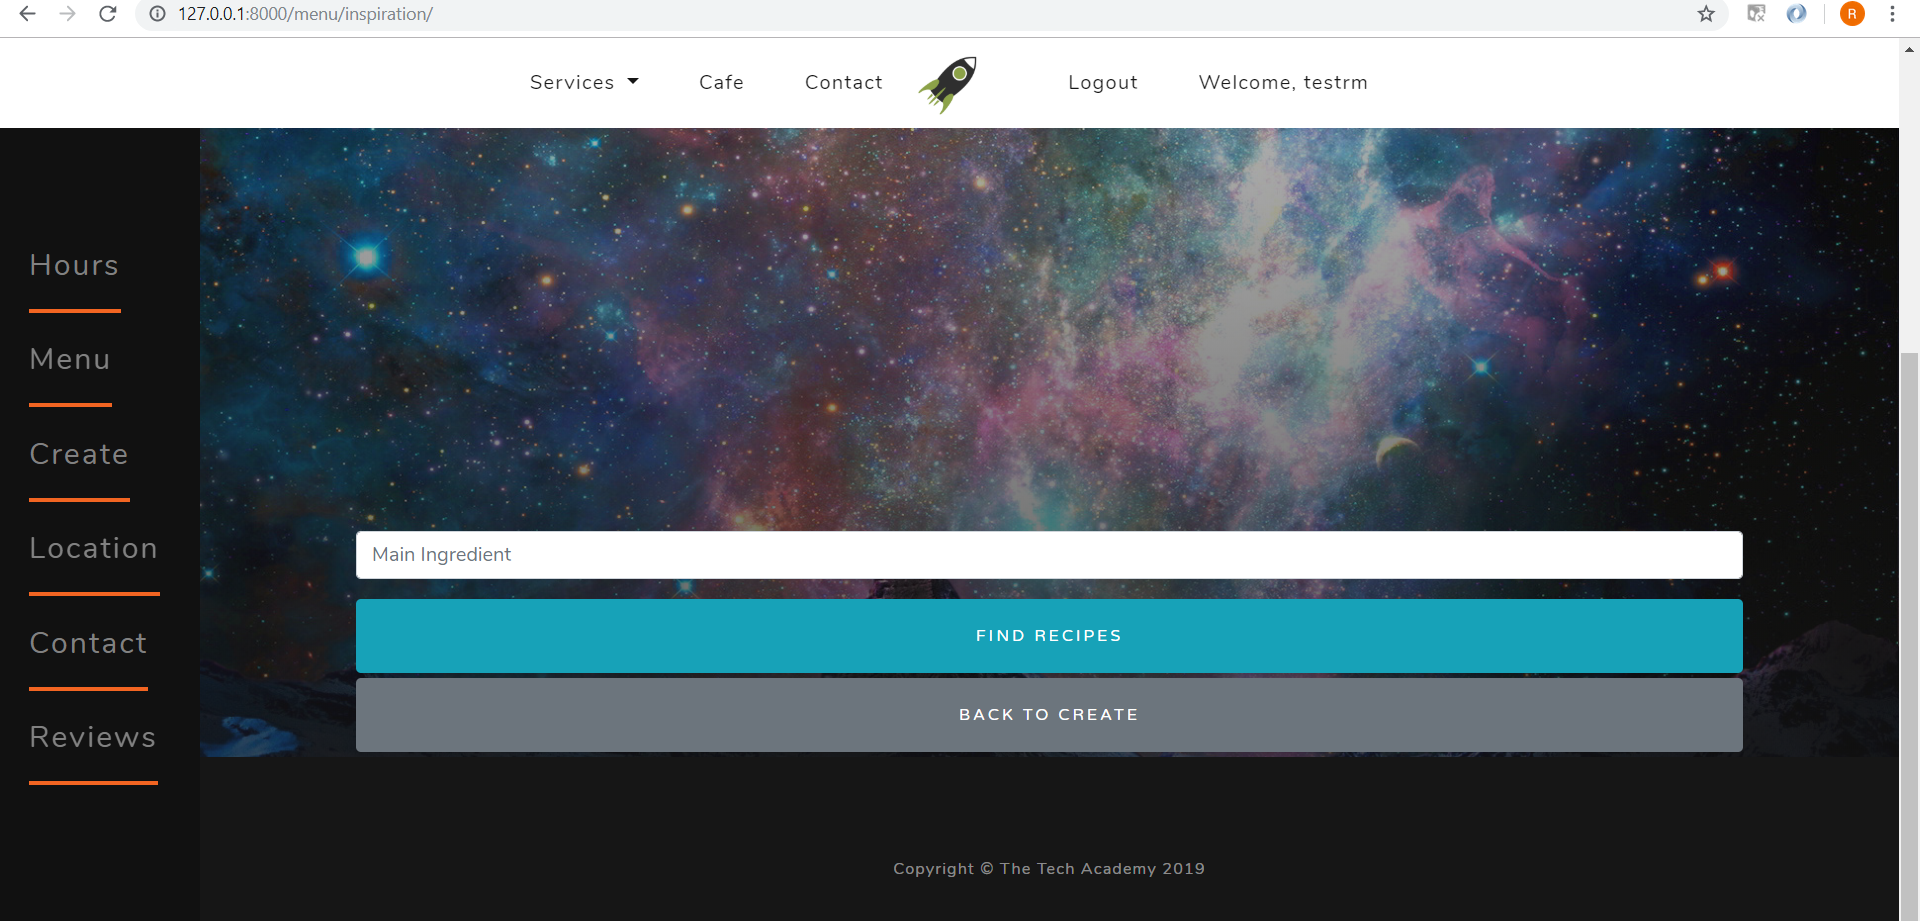 127.0.0.1:8000/menu/inspiration/
R
Services Cafe Contact Logout Welcome, testrm
Hours
Menu
Create
Location
Contact
Reviews
Main Ingredient
FIND RECIPES
BACK TO CREATE
Copyright © The Tech Academy 2019